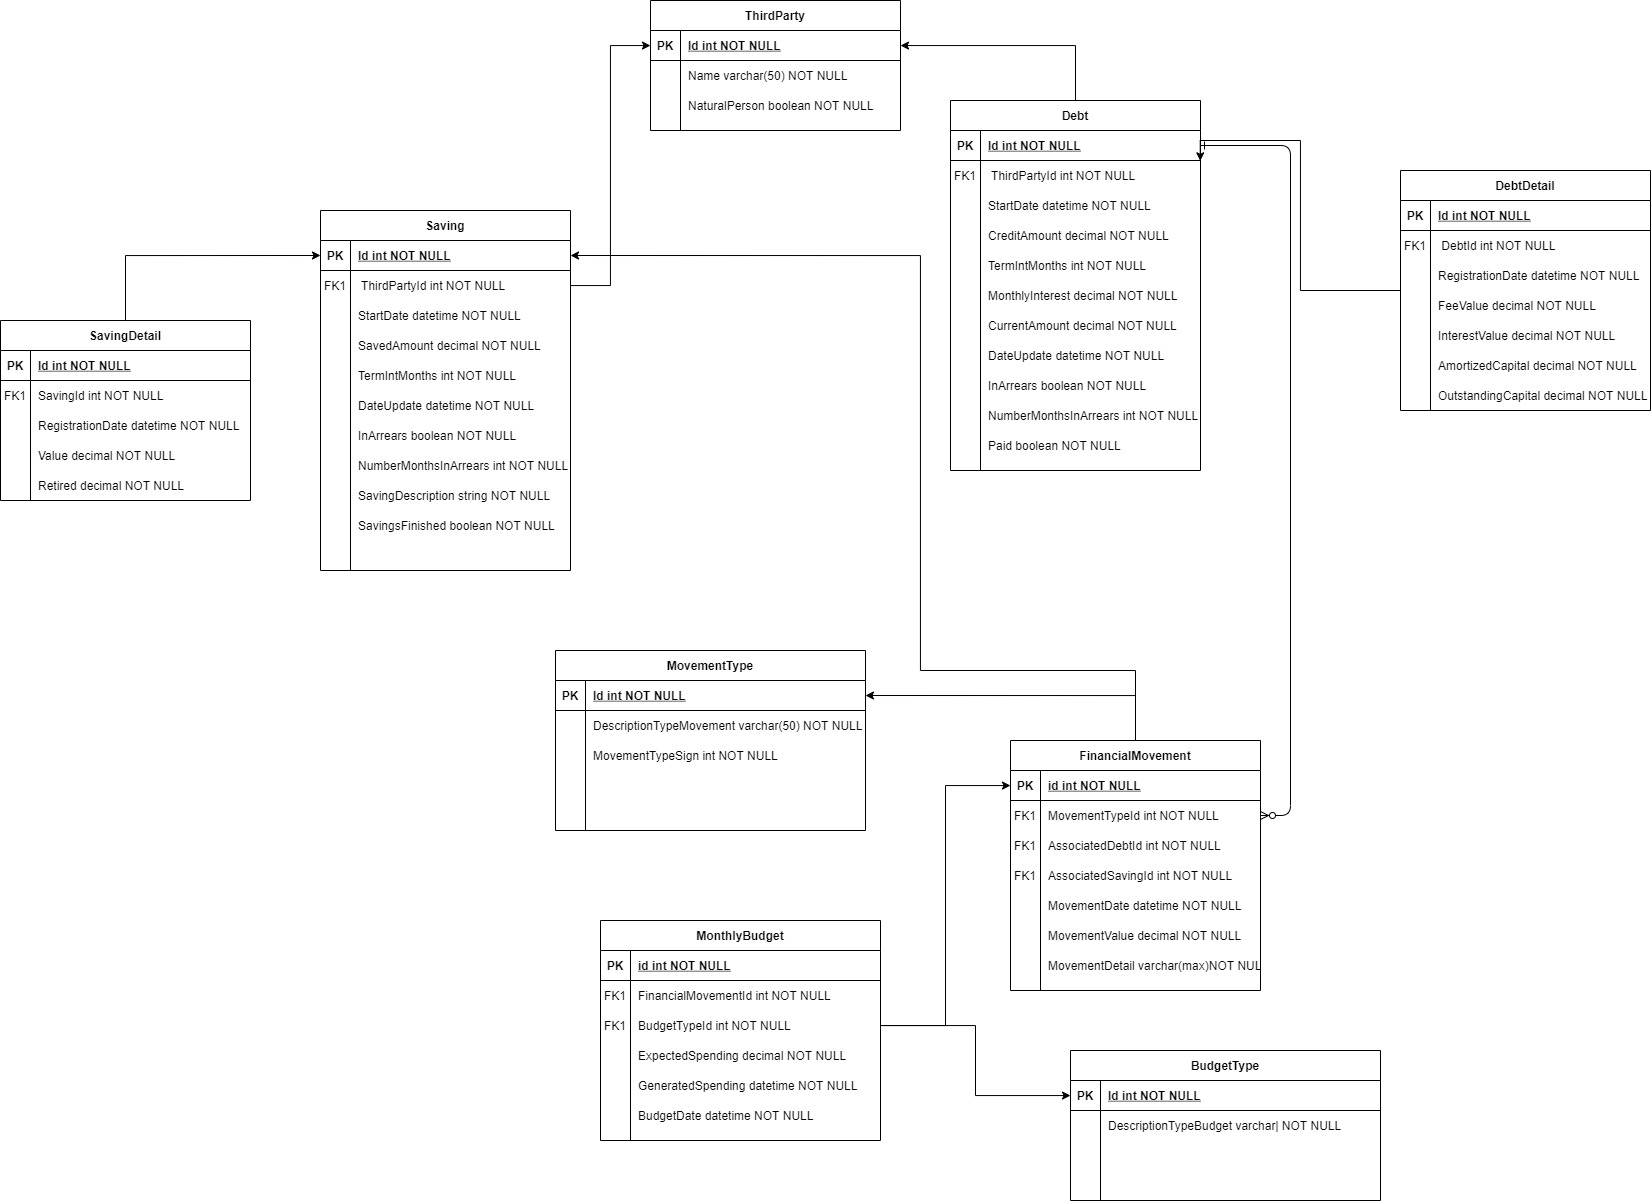 ThirdParty
PK Id int NOT NULL
Name varchar(50) NOT NULL
NaturalPerson boolean NOT NULL
Debt
PK Id int NOT NULL
FK1 ThirdPartyId int NOT NULL
StartDate datetime NOT NULL
CreditAmount decimal NOT NULL
TermIntMonths int NOT NULL
MonthlyInterest decimal NOT NULL
CurrentAmount decimal NOT NULL
DateUpdate datetime NOT NULL
InArrears boolean NOT NULL
NumberMonthsInArrears int NOT NULL
Paid boolean NOT NULL
DebtDetail
PK Id int NOT NULL
FK1 DebtId int NOT NULL
RegistrationDate datetime NOT NULL
FeeValue decimal NOT NULL
InterestValue decimal NOT NULL
AmortizedCapital decimal NOT NULL
OutstandingCapital decimal NOT NULL
Saving
PK Id int NOT NULL
FK1 ThirdPartyId int NOT NULL
StartDate datetime NOT NULL
SavedAmount decimal NOT NULL
TermIntMonths int NOT NULL
DateUpdate datetime NOT NULL
InArrears boolean NOT NULL
NumberMonthsInArrears int NOT NULL
SavingDescription string NOT NULL
SavingsFinished boolean NOT NULL
SavingDetail
PK Id int NOT NULL
FK1 SavingId int NOT NULL
RegistrationDate datetime NOT NULL
Value decimal NOT NULL
Retired decimal NOT NULL
MovementType
PK Id int NOT NULL
DescriptionTypeMovement varchar(50) NOT NULL
MovementTypeSign int NOT NULL
FinancialMovement
PK id int NOT NULL
FK1 MovementTypeId int NOT NULL
FK1 AssociatedDebtId int NOT NULL
FK1 AssociatedSavingId int NOT NULL
MovementDate datetime NOT NULL
MovementValue decimal NOT NULL
MovementDetail varchar(max)NOT NUL
MonthlyBudget
PK id int NOT NULL
FK1 FinancialMovementId int NOT NULL
FK1 BudgetTypeId int NOT NULL
ExpectedSpending decimal NOT NULL
GeneratedSpending datetime NOT NULL
BudgetDate datetime NOT NULL
BudgetType
PK Id int NOT NULL
DescriptionTypeBudget varchar| NOT NULL